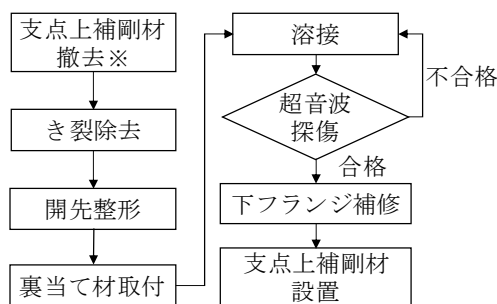 支点上補剛材
撤去※
き裂除去
開先整形
裏当て材取付
溶接
不合格
超音波
探傷
合格
下フランジ補修
支点上補剛材
設置